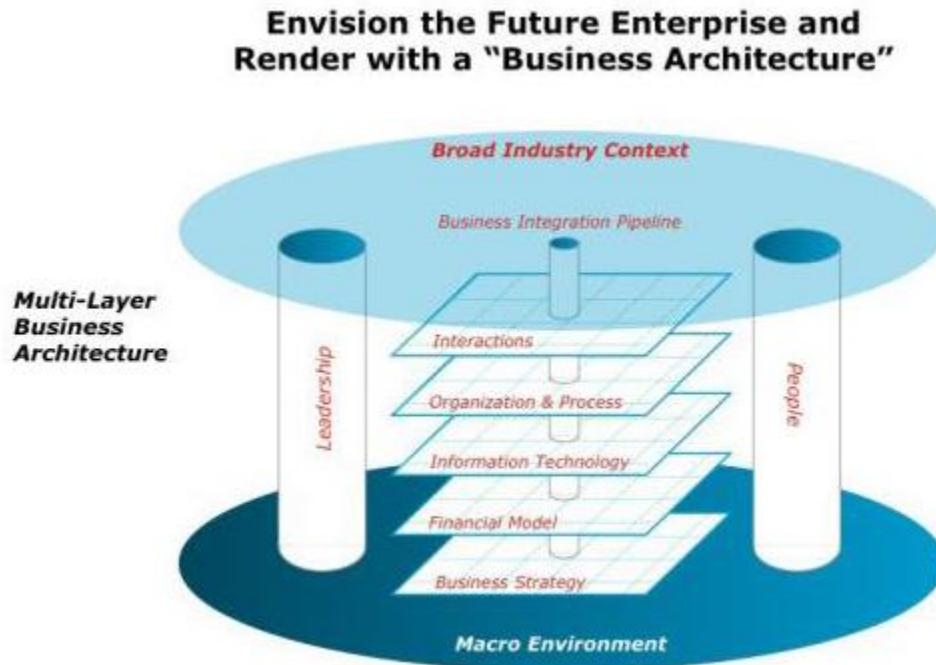 Envision the Future Enterprise and
Render with a “Business Architecture”
Broad Industry Context
Business Integration Pipeline
Multi-Layer
Business
Architecture
Leadership
People
Interactions
Organization & Process
Information Technology
Financial Model
Business Strategy
Macro Environment